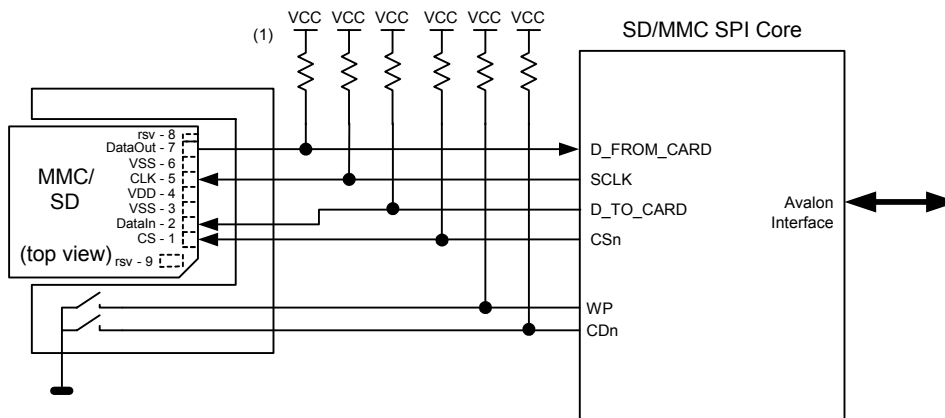 VCC VCC VCC VCC VCC VCC
(1)
SD/MMC SPI Core
rsv - 8
DataOut - 7
VSS - 6
CLK - 5
VDD - 4
VSS - 3
DataIn - 2
CS - 1
rsv - 9
MMC/
SD
(top view)
D_FROM_CARD
SCLK
D_TO_CARD
CSn
WP
CDn
Avalon
Interface